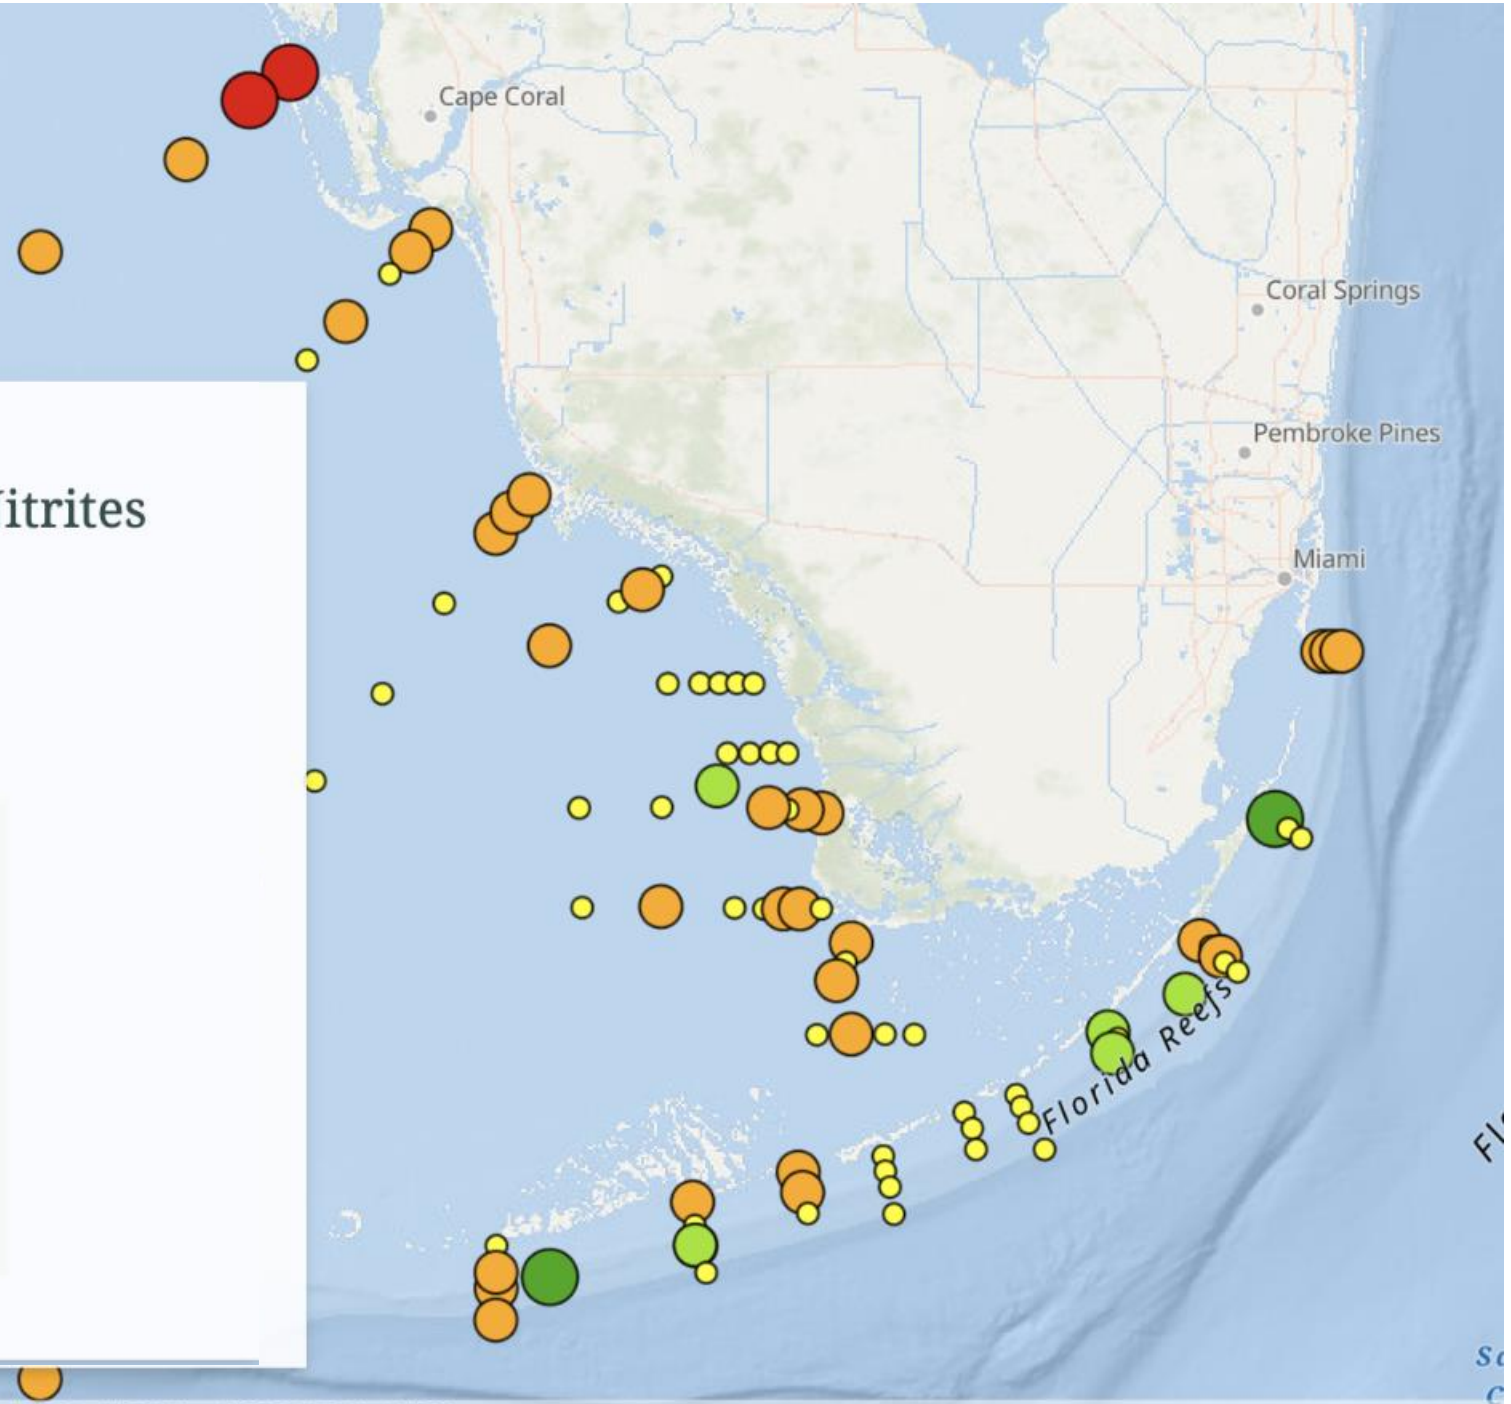 Cape Coral
Coral Springs
Pembroke Pines
itrites
Miami
Florida Reefs